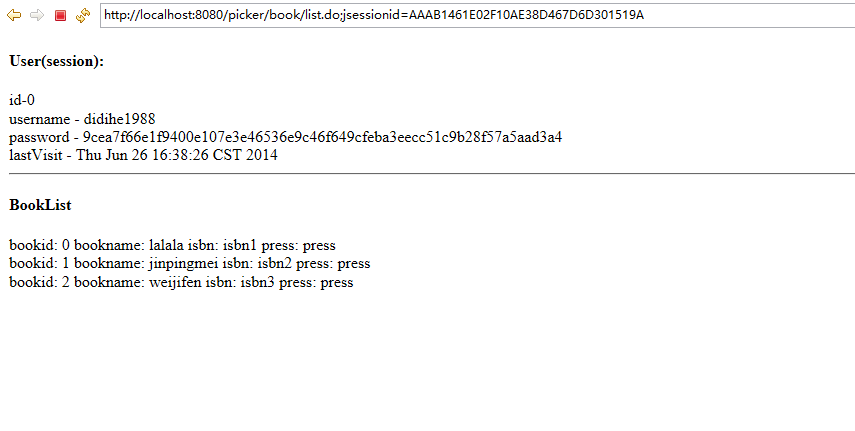 http://localhost:8080/picker/book/list.do;jsessionid=AAAB1461E02F10AE38D467D6D301519A
User(session):
id-0
username - didihe1988
password - 9cea7f66e1f9400e107e3e46536e9c46f649cfeba3eecc51c9b28f57a5aad3a4
lastVisit - Thu Jun 26 16:38:26 CST 2014
BookList
bookid: 0 bookname: lalala isbn: isbn1 press: press
bookid: 1 bookname: jinpingmei isbn: isbn2 press: press
bookid: 2 bookname: weijifen isbn: isbn3 press: press